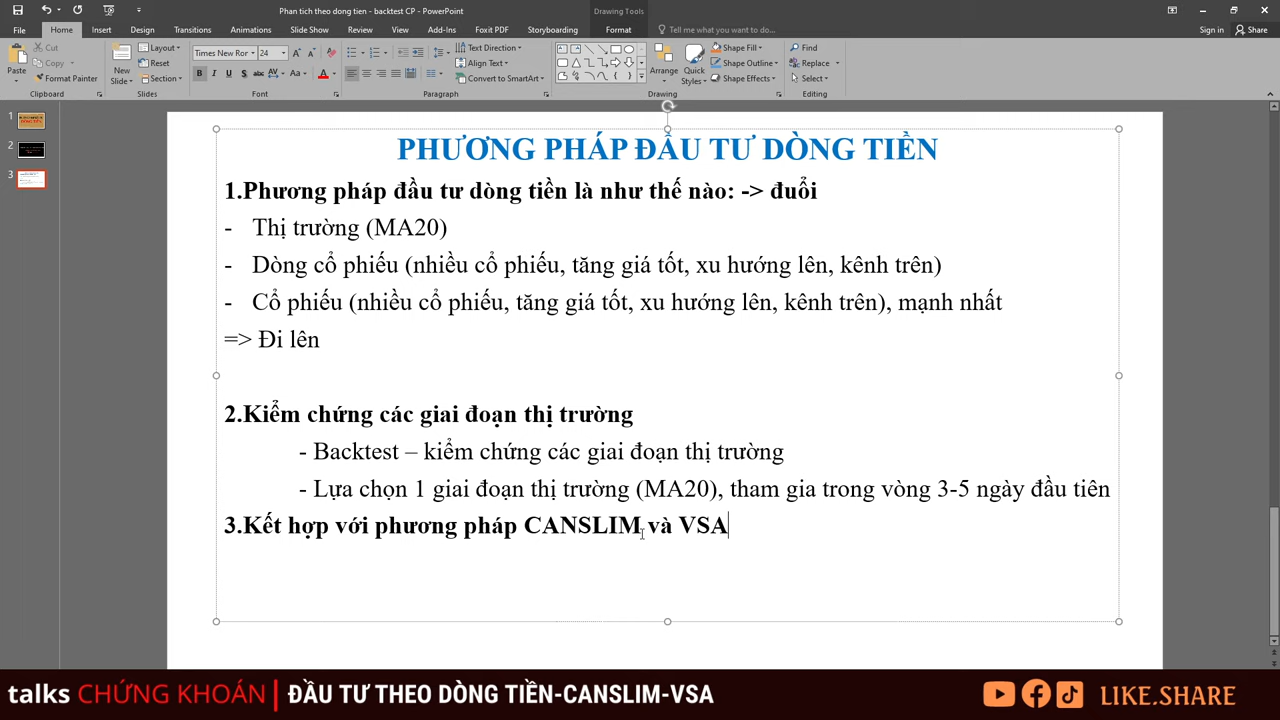 Phan tich theo dong tien - backtest CP - PowerPoint
Drawing Tools
File Home Insert Design Transitions Animations Slide Show Review View Add-Ins Foxit PDF Storyboarding Format Tell me what you want to do... Sign in Share
Paste Cut Copy Format Painter
Clipboard
New Slide Layout Reset Section
Slides
Times New Ror 24
B I U S abc AV Aa A
Font
Text Direction Align Text Convert to SmartArt
Paragraph
Arrange Quick Styles Shape Fill Shape Outline Shape Effects
Drawing
Find Replace Select
Editing
1
2
3
PHƯƠNG PHÁP ĐẦU TƯ DÒNG TIỀN
1.Phương pháp đầu tư dòng tiền là như thế nào: -> đuổi
- Thị trường (MA20)
- Dòng cổ phiếu (nhiều cổ phiếu, tăng giá tốt, xu hướng lên, kênh trên)
- Cổ phiếu (nhiều cổ phiếu, tăng giá tốt, xu hướng lên, kênh trên), mạnh nhất
=> Đi lên
2.Kiểm chứng các giai đoạn thị trường
- Backtest – kiểm chứng các giai đoạn thị trường
- Lựa chọn 1 giai đoạn thị trường (MA20), tham gia trong vòng 3-5 ngày đầu tiên
3.Kết hợp với phương pháp CANSLIM và VSA
talks CHỨNG KHOÁN | ĐẦU TƯ THEO DÒNG TIỀN-CANSLIM-VSA
LIKE.SHARE